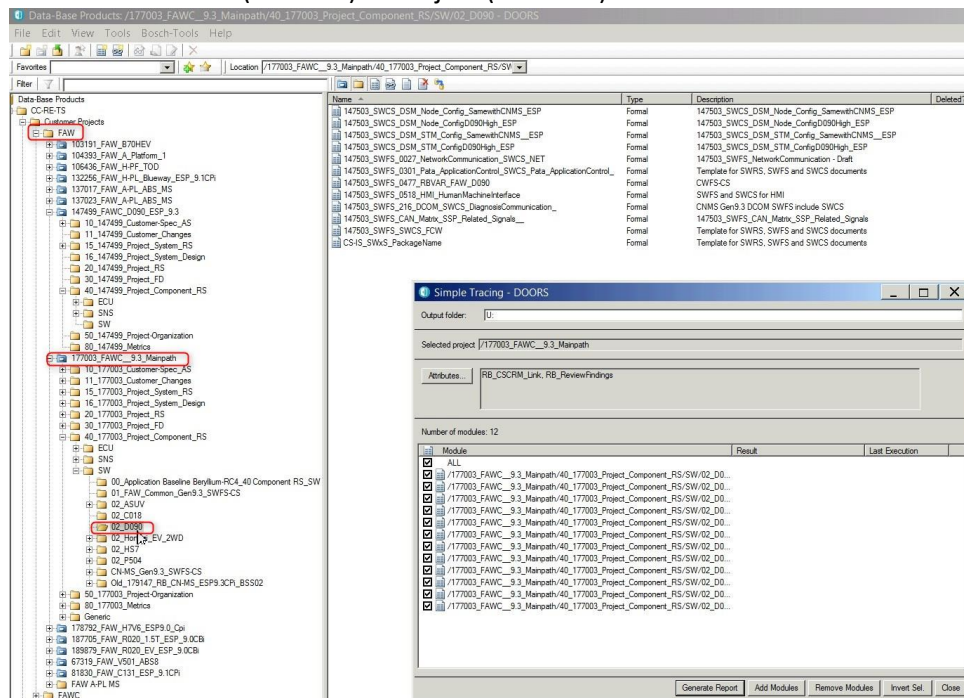 Data-Base Products: /177003_FAWC__9.3_Mainpath/40_177003_Project_Component_RS/SW/02_D090 - DOORS
File Edit View Tools Bosch-Tools Help
Favorites
Location /177003_FAWC__9.3_Mainpath/40_177003_Project_Component_RS/SW
Filter
Data-Base Products
CC-RE-TS
Customer Projects
FAW
103191_FAW_B70HEV
104393_FAW_A_Platform_1
106436_FAW_H-PF_TOD
132256_FAW_H-PL_Blueway_ESP_9.1CPi
137017_FAW_A-PL_ABS_MS
137023_FAW_A-PL_ABS_MS
147499_FAWC_D090_ESP_9.3
10_147499_Customer-Spec_AS
11_147499_Customer_Changes
15_147499_Project_System_RS
16_147499_Project_System_Design
20_147499_Project_RS
30_147499_Project_FD
40_147499_Project_Component_RS
ECU
SNS
SW
50_147499_Project-Organization
80_147499_Metrics
177003_FAWC__9.3_Mainpath
10_177003_Customer-Spec_AS
11_177003_Customer_Changes
15_177003_Project_System_RS
16_177003_Project_System_Design
20_177003_Project_RS
30_177003_Project_FD
40_177003_Project_Component_RS
ECU
SNS
SW
00_Application Baseline Beryllium-RC4_40 Component RS_SW
01_FAW_Common_Gen9.3_SWFS-CS
02_ASUV
02_C018
02_D090
EV_2WD
02_HS7
02_P504
CN-MS_Gen9.3_SWFS-CS
Old_179147_RB_CN-MS_ESP9.3CPi_BSS02
50_177003_Project-Organization
80_177003_Metrics
Generic
178792_FAW_H7V6_ESP9.0_Cpi
187705_FAW_R020_1.5T_ESP_9.0CBi
189879_FAW_R020_EV_ESP_9.0CBi
67319_FAW_V501_ABS8
81830_FAW_C131_ESP_9.1CPi
FAW A-PL MS
FAWC
Name Type Description Deleted?
147503_SWCS_DSM_Node_Config_SamewithCNMS_ESP Formal 147503_SWCS_DSM_Node_Config_SamewithCNMS_ESP
147503_SWCS_DSM_Node_ConfigD090High_ESP Formal 147503_SWCS_DSM_Node_ConfigD090High_ESP
147503_SWCS_DSM_STM_Config_SamewithCNMS__ESP Formal 147503_SWCS_DSM_STM_Config_SamewithCNMS__ESP
147503_SWCS_DSM_STM_ConfigD090High_ESP Formal 147503_SWCS_DSM_STM_ConfigD090High_ESP
147503_SWFS_0027_NetworkCommunication_SWCS_NET Formal 147503_SWFS_NetworkCommunication - Draft
147503_SWFS_0301_Pata_ApplicationControl_SWCS_Pata_ApplicationControl_ Formal Template for SWRS, SWFS and SWCS documents
147503_SWFS_0477_RBVAR_FAW_D090 Formal CWFS-CS
147503_SWFS_0518_HMI_HumanMachineInterface Formal SWFS and SWCS for HMI
147503_SWFS_216_DCOM_SWCS_DiagnosisCommunication_ Formal CNMS Gen9.3 DCOM SWFS include SWCS
147503_SWFS_CAN_Matrix_SSP_Related_Signals__ Formal 147503_SWFS_CAN_Matrix_SSP_Related_Signals
147503_SWFS_SWCS_FCW Formal Template for SWRS, SWFS and SWCS documents
CS-IS_SWxS_PackageName Formal Template for SWRS, SWFS and SWCS documents
Simple Tracing - DOORS
Output folder: U:
Selected project /177003_FAWC__9.3_Mainpath
Attributes... RB_CSCRM_Link, RB_ReviewFindings
Number of modules: 12
Module Result Last Execution
ALL
/177003_FAWC__9.3_Mainpath/40_177003_Project_Component_RS/SW/02_D0...
/177003_FAWC__9.3_Mainpath/40_177003_Project_Component_RS/SW/02_D0...
/177003_FAWC__9.3_Mainpath/40_177003_Project_Component_RS/SW/02_D0...
/177003_FAWC__9.3_Mainpath/40_177003_Project_Component_RS/SW/02_D0...
/177003_FAWC__9.3_Mainpath/40_177003_Project_Component_RS/SW/02_D0...
/177003_FAWC__9.3_Mainpath/40_177003_Project_Component_RS/SW/02_D0...
/177003_FAWC__9.3_Mainpath/40_177003_Project_Component_RS/SW/02_D0...
/177003_FAWC__9.3_Mainpath/40_177003_Project_Component_RS/SW/02_D0...
/177003_FAWC__9.3_Mainpath/40_177003_Project_Component_RS/SW/02_D0...
/177003_FAWC__9.3_Mainpath/40_177003_Project_Component_RS/SW/02_D0...
/177003_FAWC__9.3_Mainpath/40_177003_Project_Component_RS/SW/02_D0...
/177003_FAWC__9.3_Mainpath/40_177003_Project_Component_RS/SW/02_D0...
Generate Report Add Modules Remove Modules Invert Sel. Close